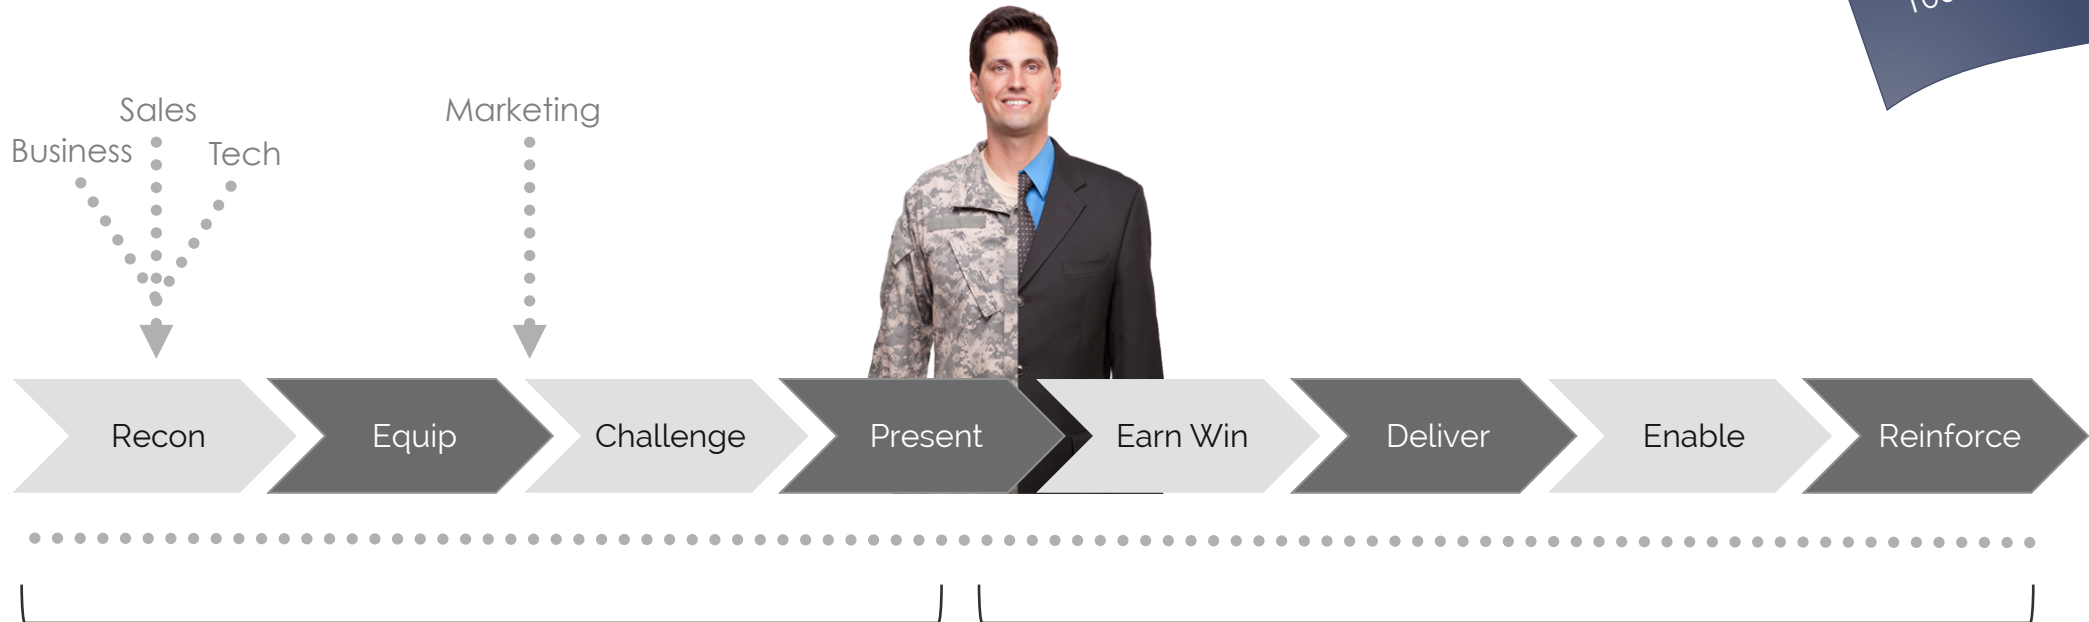 Sales
Marketing
Business
Tech
Recon
Equip
Challenge
Present
Earn Win
Deliver
Enable
Reinforce